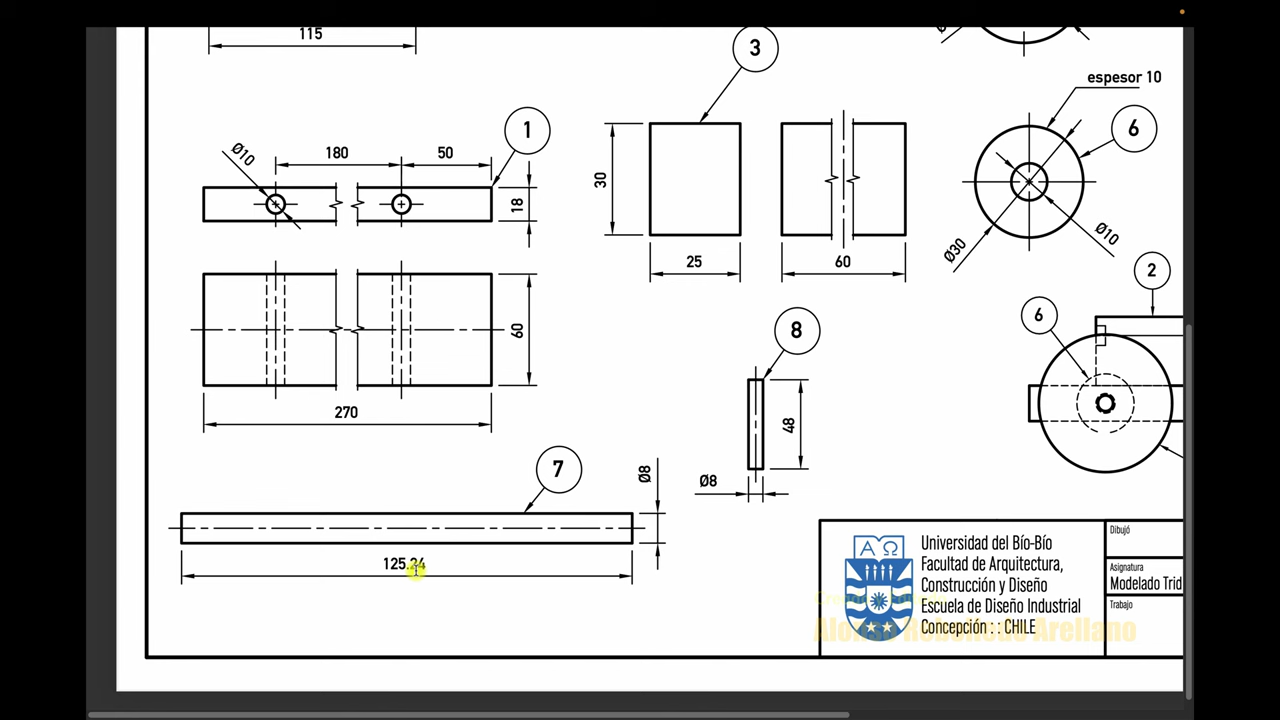 115
3
espesor 10
6
1
Ø10
180
50
30
18
25
60
Ø30
Ø10
60
270
8
48
Ø8
2
6
7
Ø8
125.24
ΑΩ
Universidad del Bío-Bío
Facultad de Arquitectura,
Construcción y Diseño
Escuela de Diseño Industrial
Concepción : : CHILE
Dibujó
Asignatura
Modelado Trid
Trabajo
Arellano